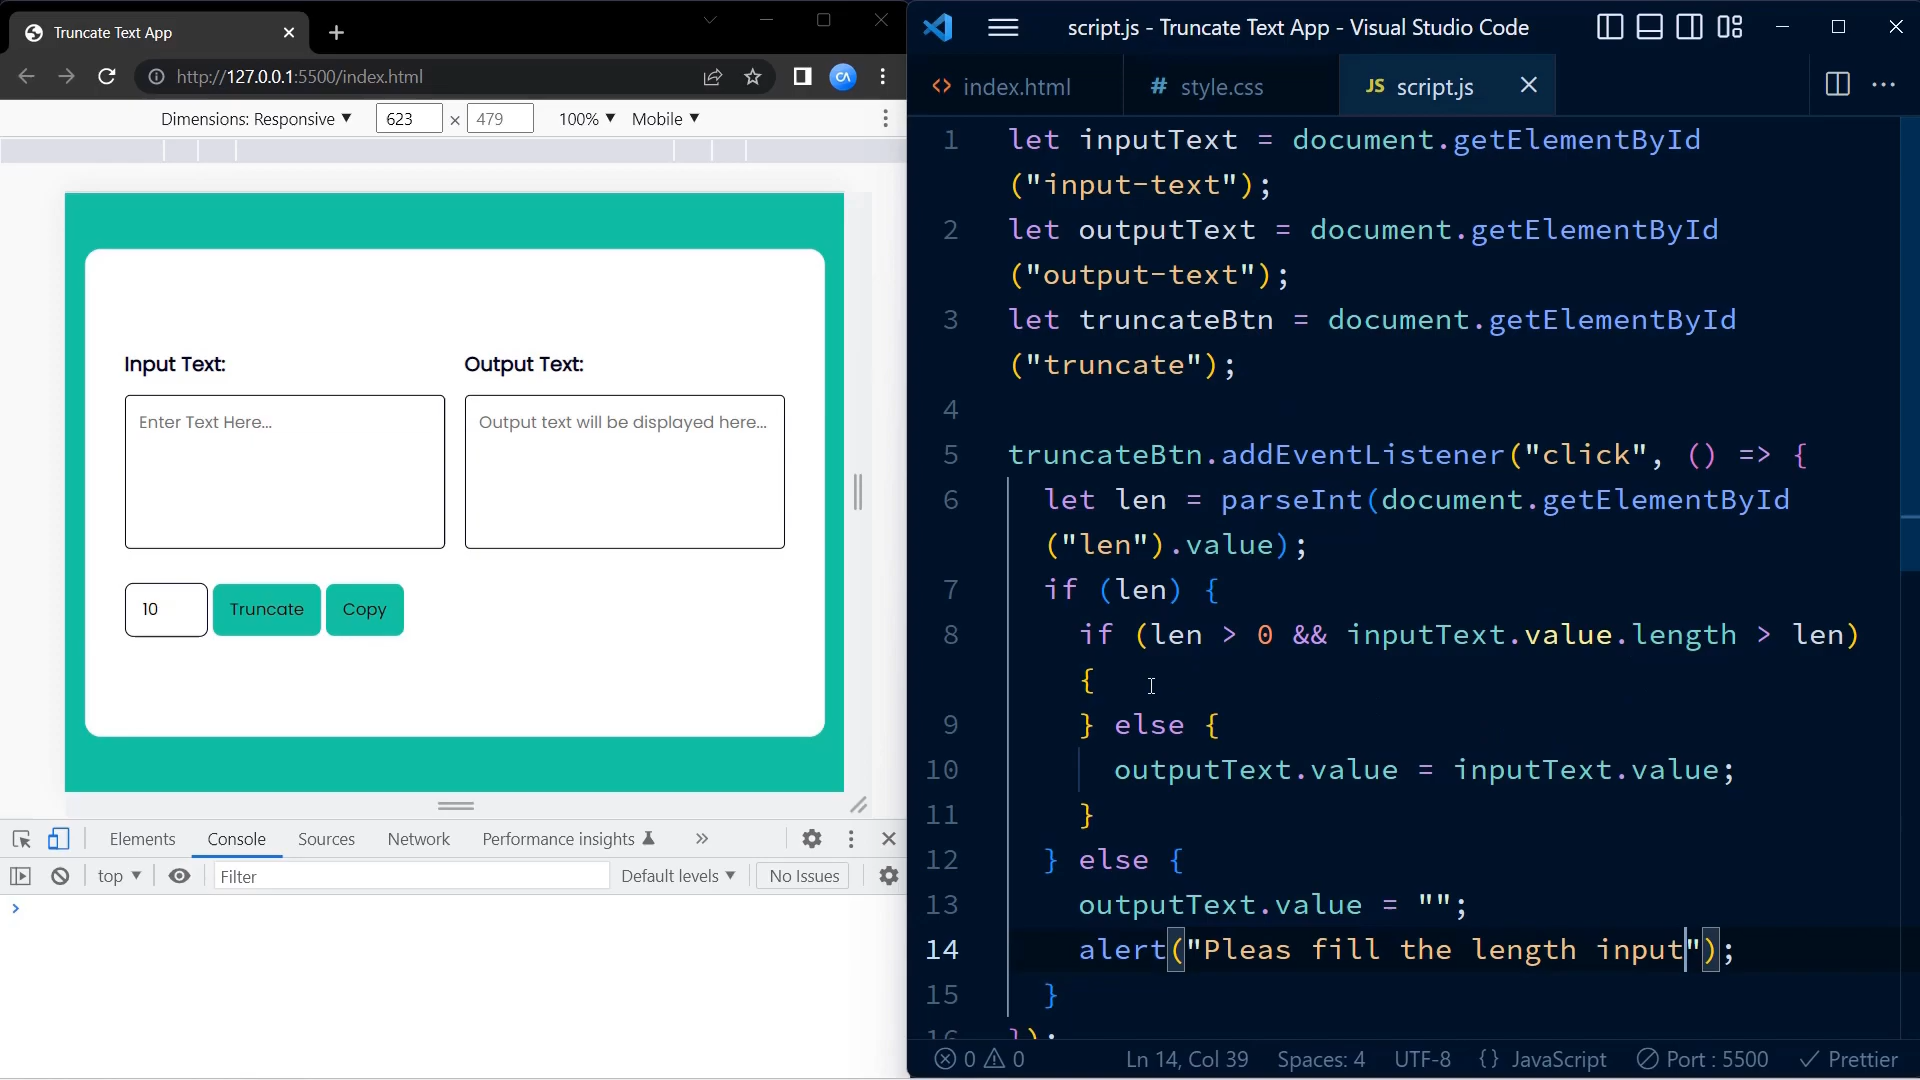 Truncate Text App
http://127.0.0.1:5500/index.html
CA
Dimensions: Responsive ▼ 623 × 479 100% ▼ Mobile ▼
Input Text:
Output Text:
Enter Text Here...
Output text will be displayed here...
10
Truncate
Copy
Elements Console Sources Network Performance insights »
top ▼ Filter Default levels ▼ No Issues
>
script.js - Truncate Text App - Visual Studio Code
<> index.html
# style.css
JS script.js
1 let inputText = document.getElementById
("input-text");
2 let outputText = document.getElementById
("output-text");
3 let truncateBtn = document.getElementById
("truncate");
4
5 truncateBtn.addEventListener("click", () => {
6 let len = parseInt(document.getElementById
("len").value);
7 if (len) {
8 if (len > 0 && inputText.value.length > len)
{
9 } else {
10 outputText.value = inputText.value;
11 }
12 } else {
13 outputText.value = "";
14 alert("Pleas fill the length input");
15 }
16 });
0 0 Ln 14, Col 39 Spaces: 4 UTF-8 {} JavaScript Port : 5500 Prettier